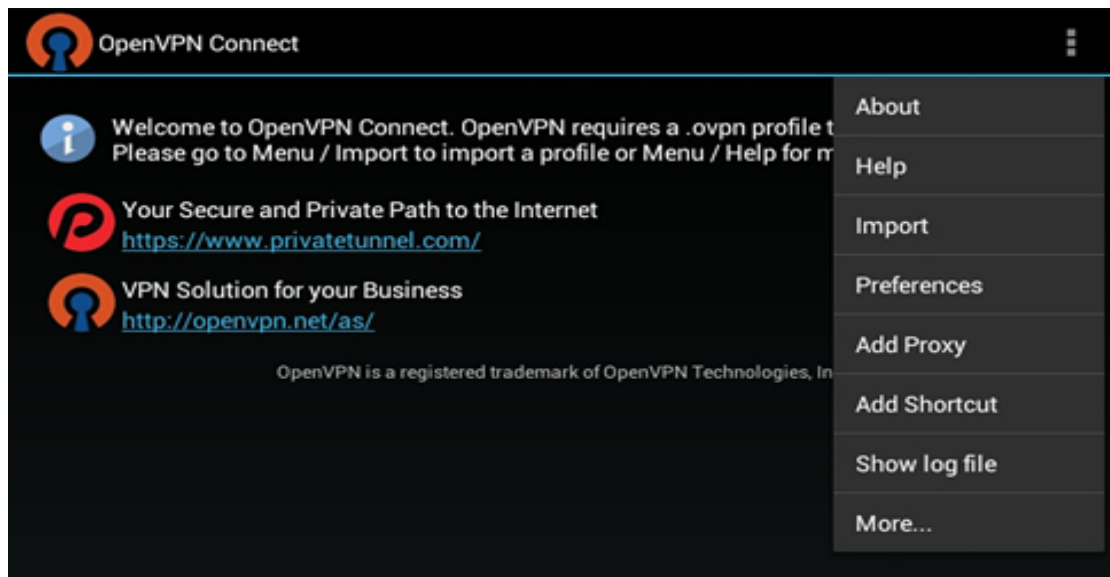 OpenVPN Connect
Welcome to OpenVPN Connect. OpenVPN requires a .ovpn profile t
Please go to Menu / Import to import a profile or Menu / Help for m
Your Secure and Private Path to the Internet
https://www.privatetunnel.com/
VPN Solution for your Business
http://openvpn.net/as/
OpenVPN is a registered trademark of OpenVPN Technologies, In
About
Help
Import
Preferences
Add Proxy
Add Shortcut
Show log file
More...